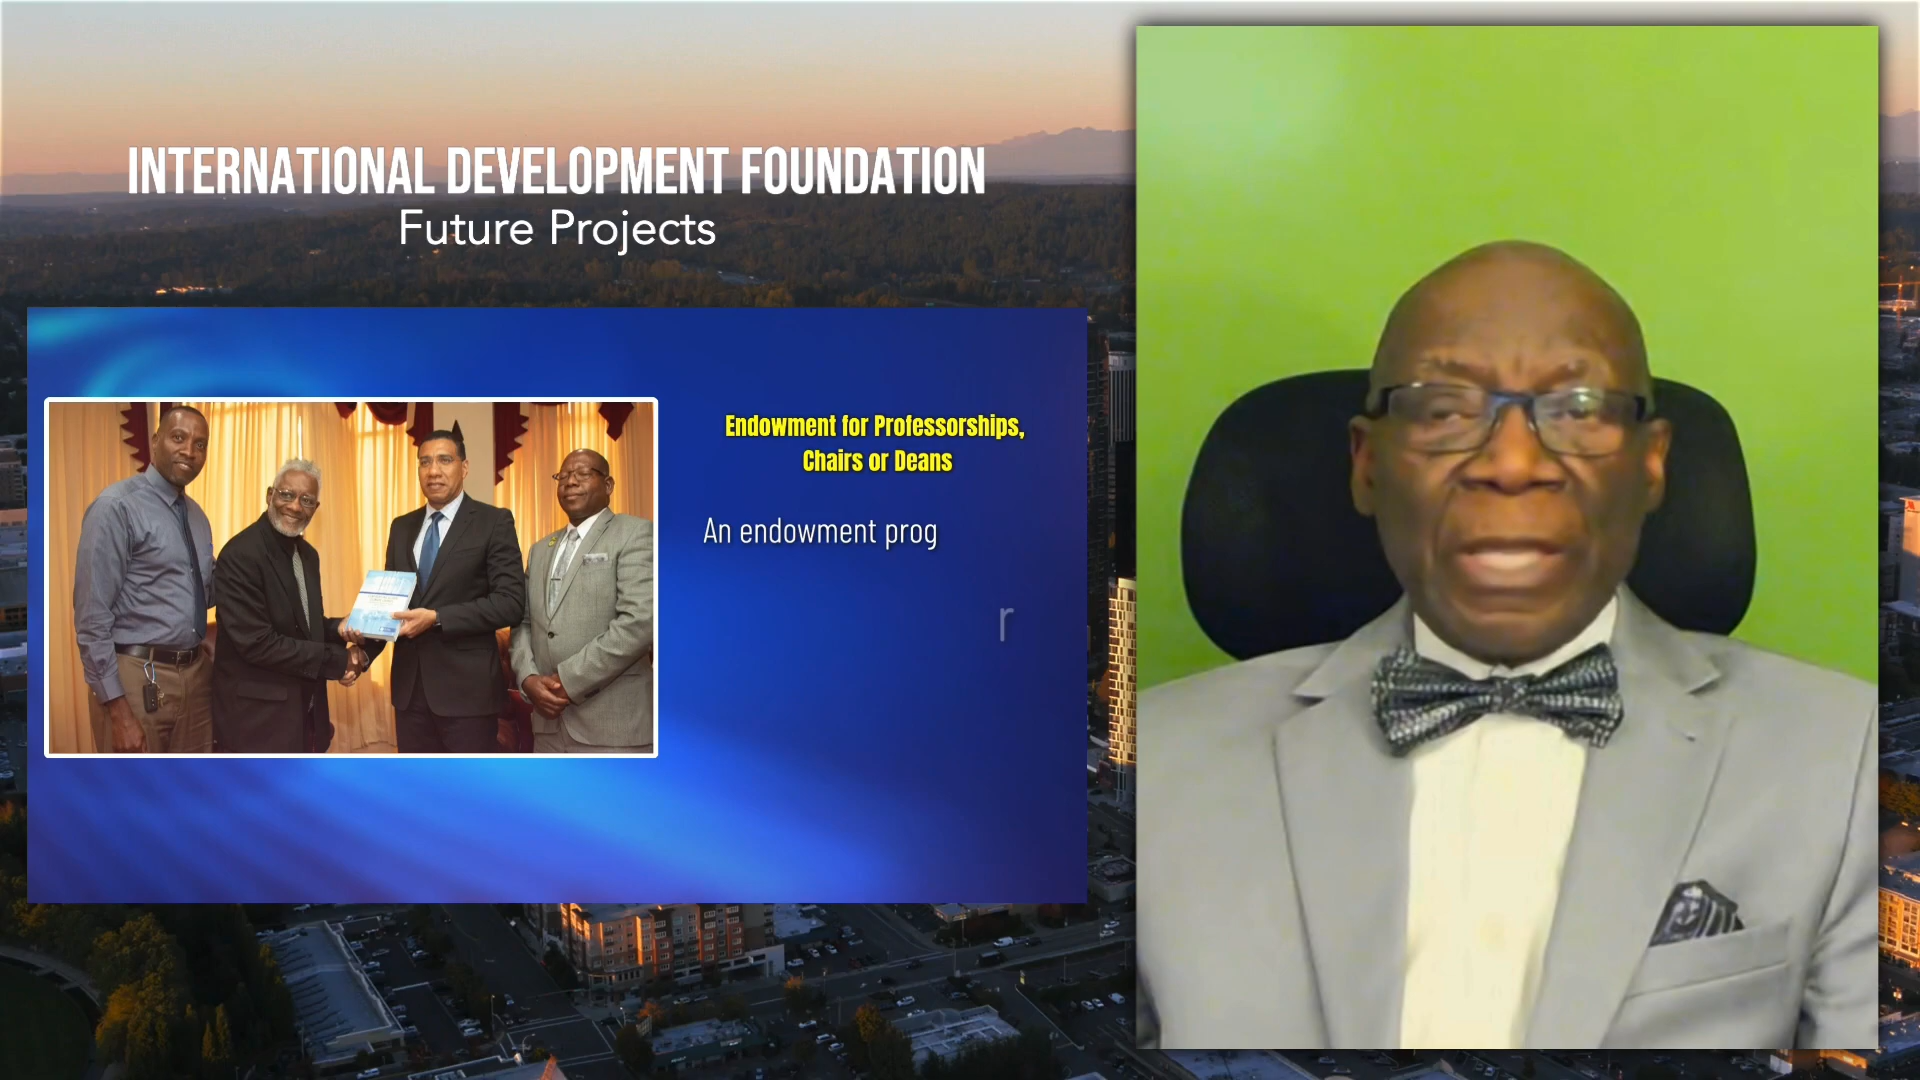 INTERNATIONAL DEVELOPMENT FOUNDATION
Future Projects
Endowment for Professorships,
Chairs or Deans
An endowment prog
r